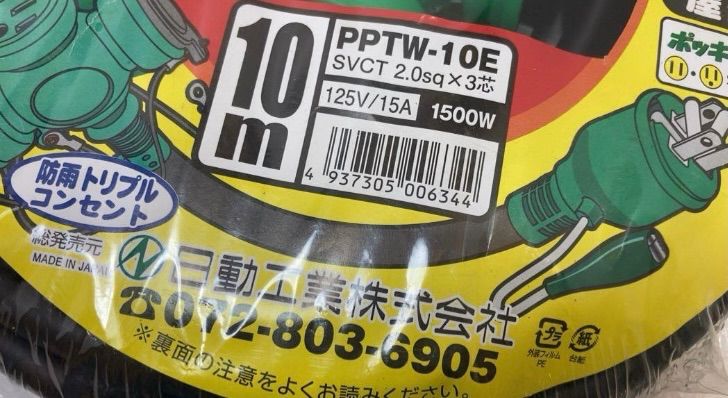 10m
PPTW-10E
SVCT 2.0sq×3芯
125V/15A 1500W
4 937305 006344
ポッキ
防雨トリプル
コンセント
総発売元
MADE IN JAPAN
日動工業株式会社
☎072-803-6905
※裏面の注意をよくお読みください。
プラ
外装フィルム
PE
紙
台紙